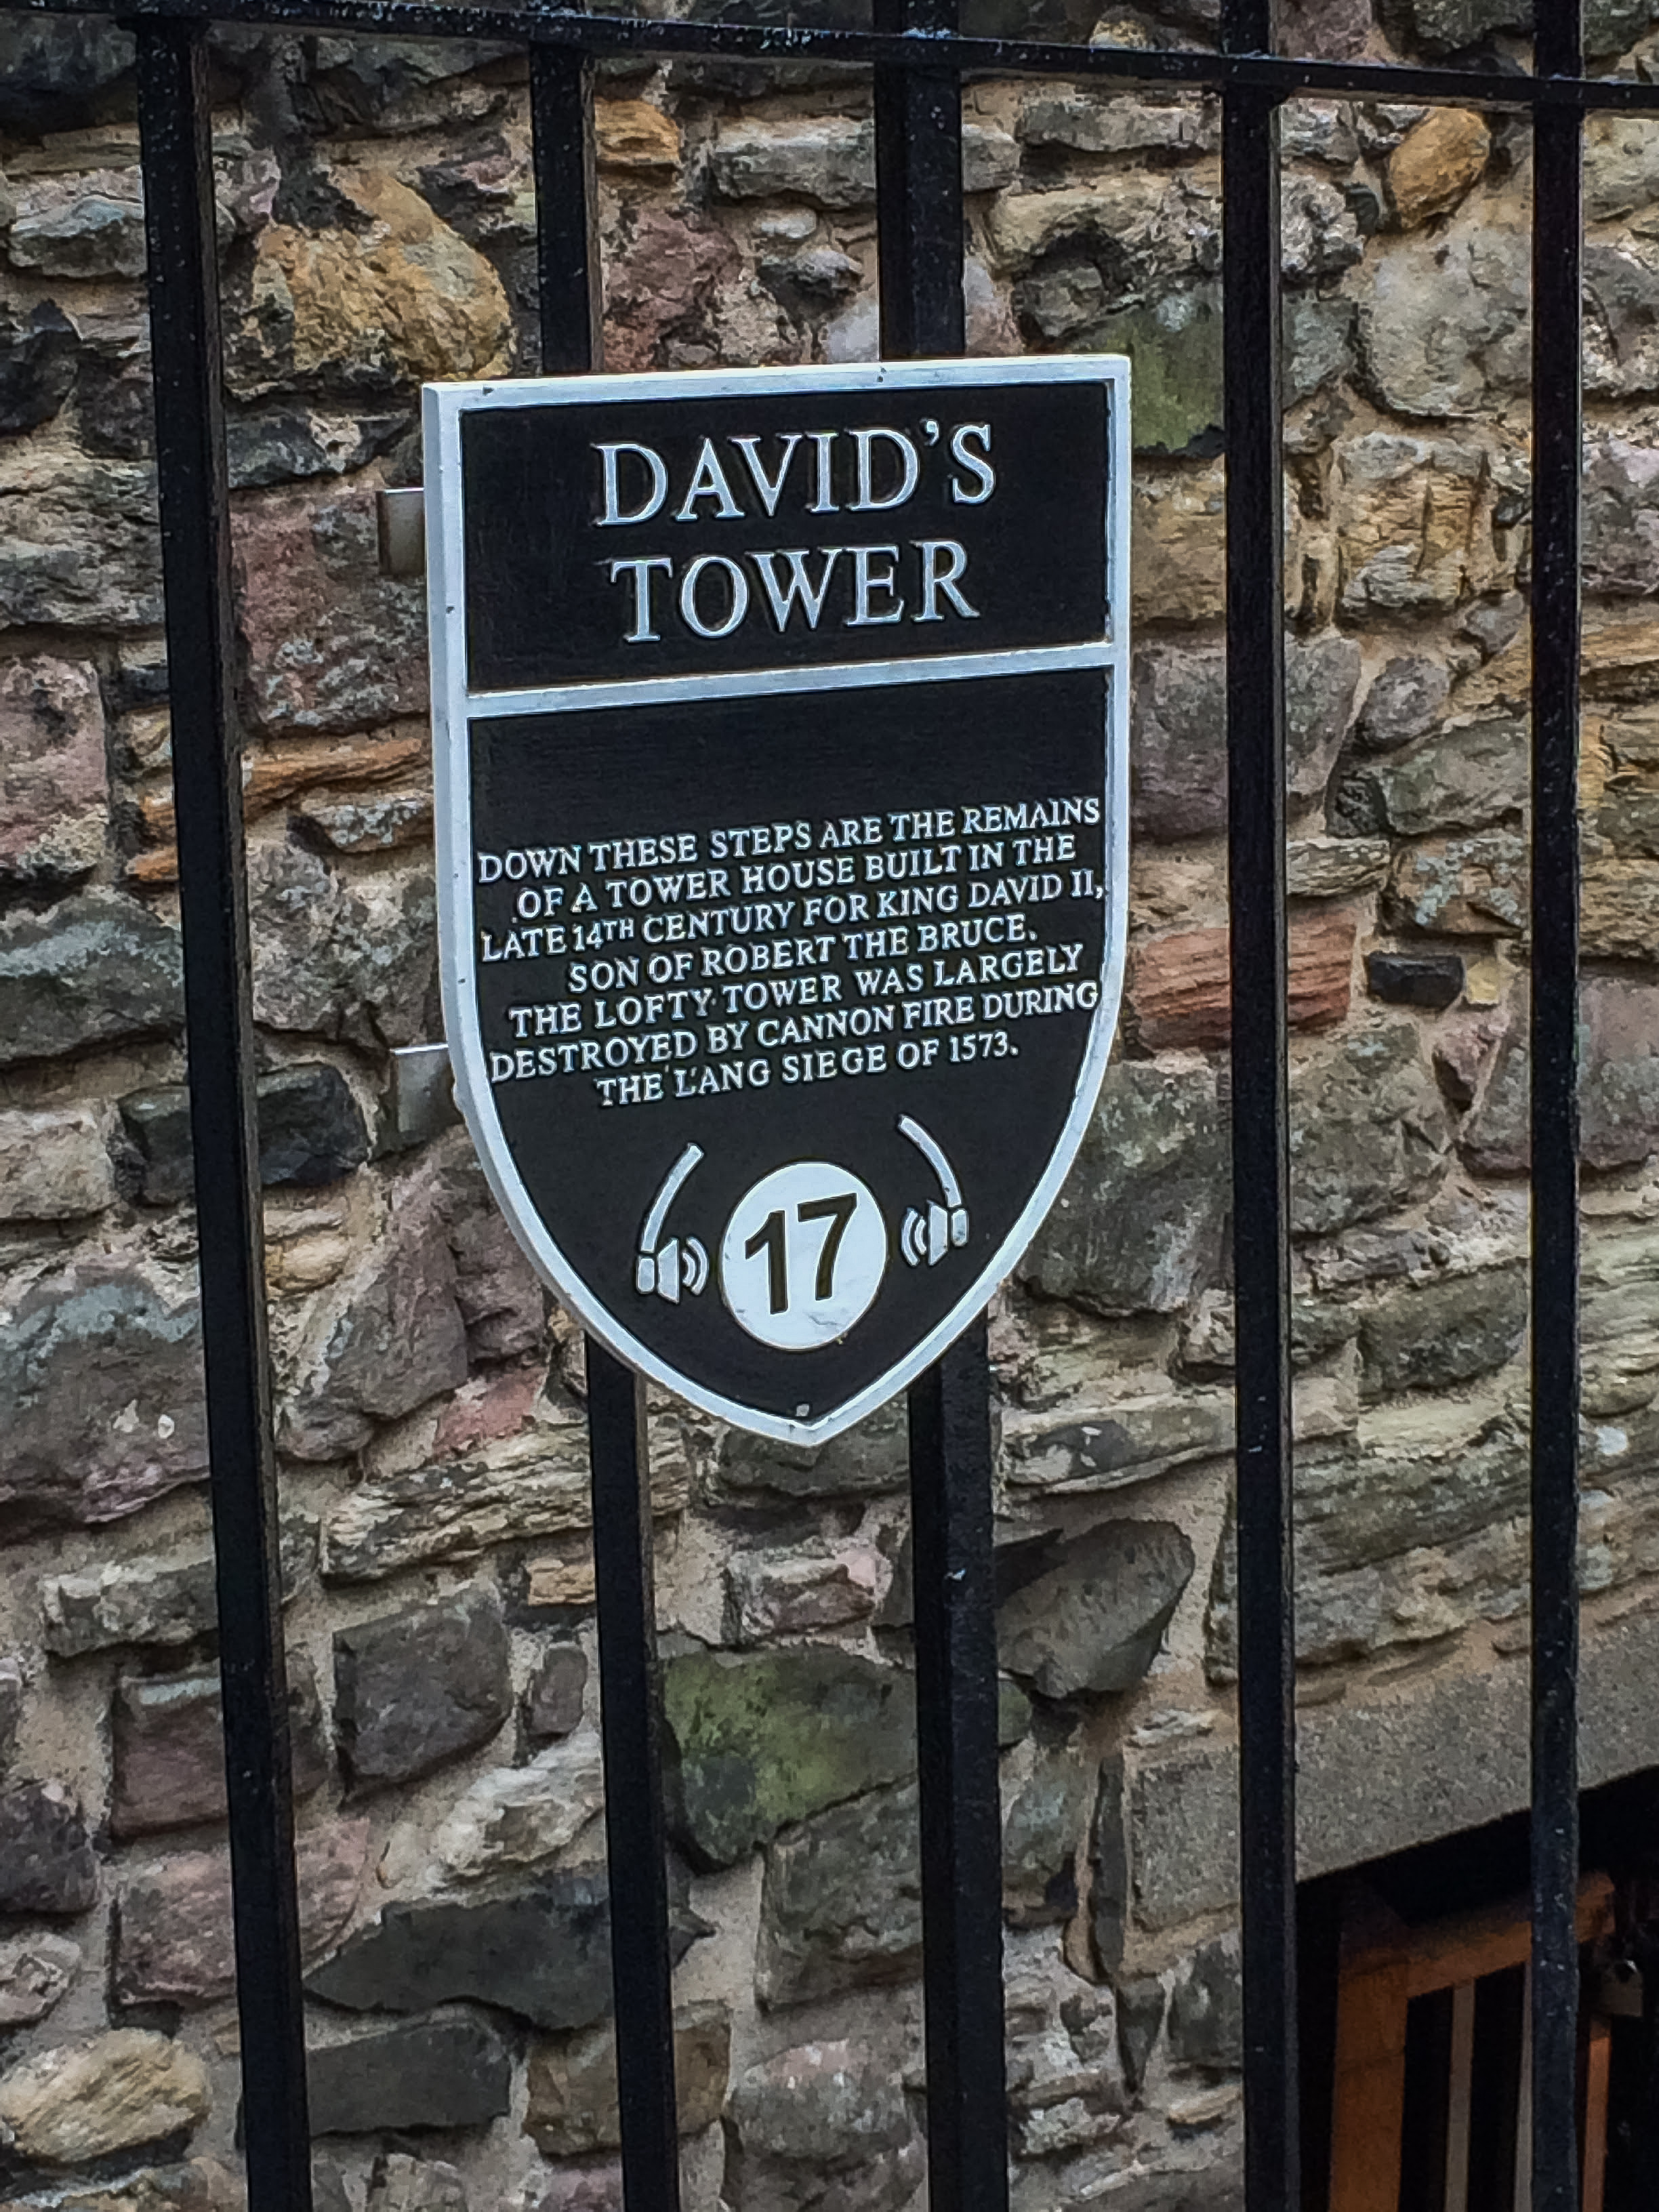 DAVID'S
TOWER
DOWN THESE STEPS ARE THE REMAINS
OF A TOWER HOUSE BUILT IN THE
LATE 14TH CENTURY FOR KING DAVID II,
SON OF ROBERT THE BRUCE.
THE LOFTY TOWER WAS LARGELY
DESTROYED BY CANNON FIRE DURING
THE LANG SIEGE OF 1573.
17